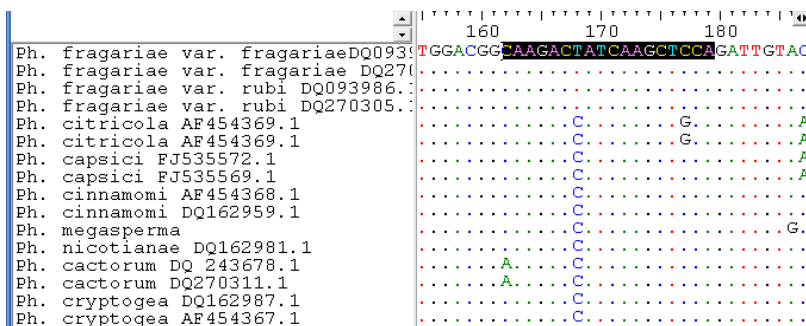 160 170 180
Ph. fragariae var. fragariaeDQ093 TGGACGGCAAGACTATCAAGCTCCAGATTGTAC
Ph. fragariae var. fragariae DQ270 .................................
Ph. fragariae var. rubi DQ093986.1 .................................
Ph. fragariae var. rubi DQ270305.1 .................................
Ph. citricola AF454369.1 .............C........G.........A
Ph. citricola AF454369.1 .............C........G.........A
Ph. capsici FJ535572.1 .............C..................A
Ph. capsici FJ535569.1 .............C..................A
Ph. cinnamomi AF454368.1 .............C...................
Ph. cinnamomi DQ162959.1 .............C...................
Ph. megasperma .............C.................G.
Ph. nicotianae DQ162981.1 .............C...................
Ph. cactorum DQ 243678.1 .......A.....C...................
Ph. cactorum DQ270311.1 .......A.....C...................
Ph. cryptogea DQ162987.1 .............C...................
Ph. cryptogea AF454367.1 .............C...................